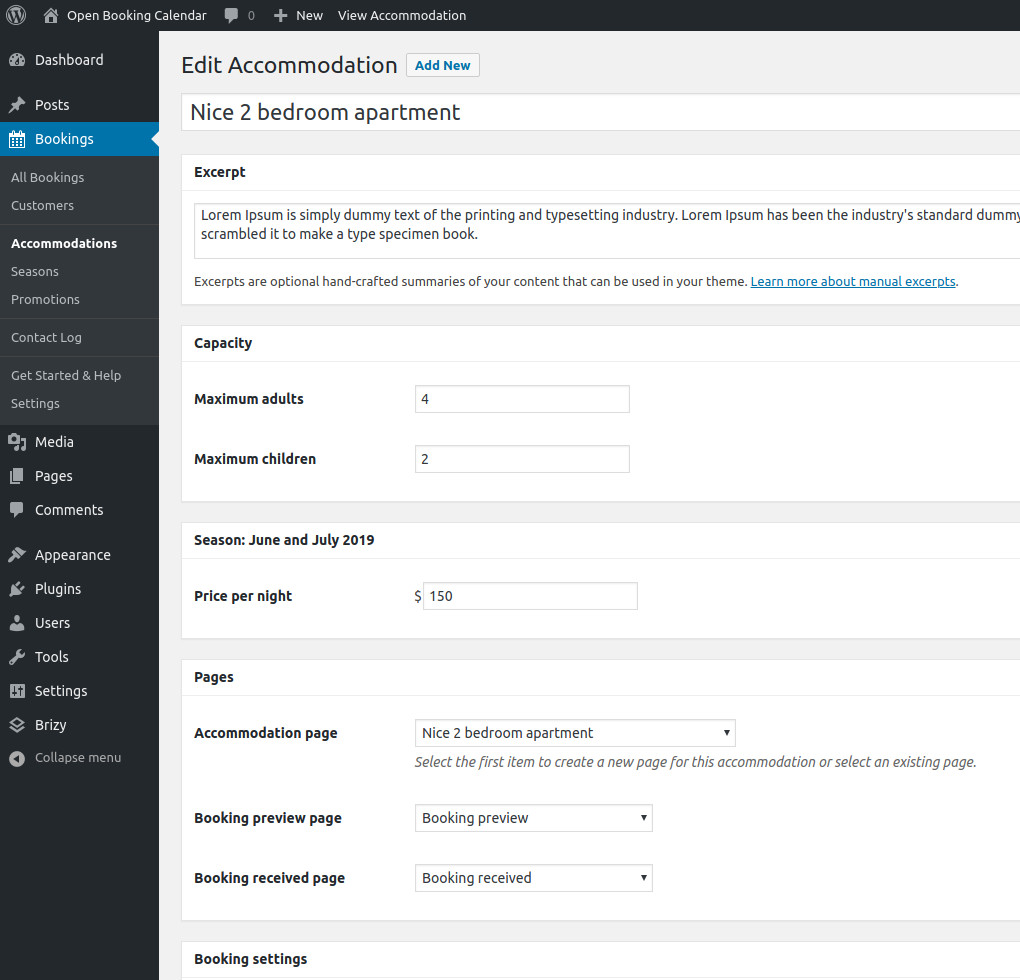 Open Booking Calendar 0 New View Accommodation
Dashboard
Posts
Bookings
All Bookings
Customers
Accommodations
Seasons
Promotions
Contact Log
Get Started & Help
Settings
Media
Pages
Comments
Appearance
Plugins
Users
Tools
Settings
Brizy
Collapse menu
Edit Accommodation Add New
Nice 2 bedroom apartment
Excerpt
Lorem Ipsum is simply dummy text of the printing and typesetting industry. Lorem Ipsum has been the industry's standard dummy
scrambled it to make a type specimen book.
Excerpts are optional hand-crafted summaries of your content that can be used in your theme. Learn more about manual excerpts.
Capacity
Maximum adults 4
Maximum children 2
Season: June and July 2019
Price per night $ 150
Pages
Accommodation page Nice 2 bedroom apartment
Select the first item to create a new page for this accommodation or select an existing page.
Booking preview page Booking preview
Booking received page Booking received
Booking settings